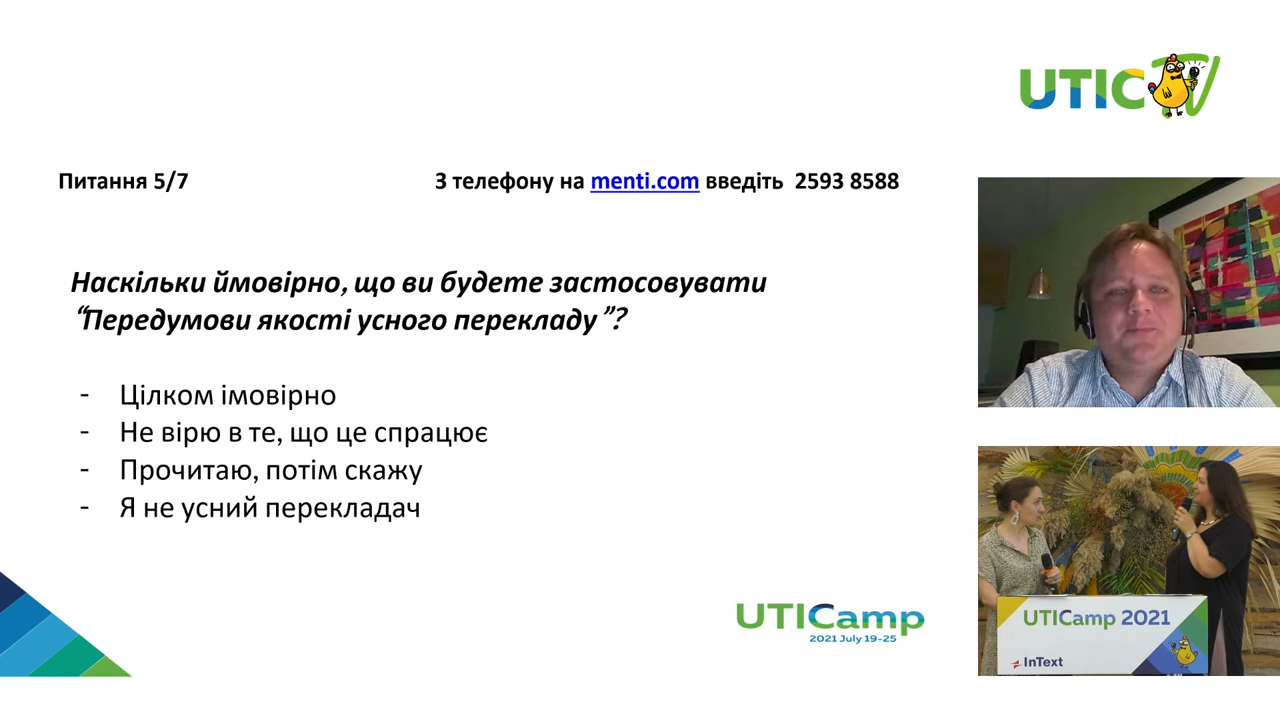 UTIC TV
Питання 5/7
З телефону на menti.com введіть 2593 8588
Наскільки ймовірно, що ви будете застосовувати
“Передумови якості усного перекладу”?
- Цілком імовірно
- Не вірю в те, що це спрацює
- Прочитаю, потім скажу
- Я не усний перекладач
UTICamp
2021 July 19-25
UTICamp 2021
InText